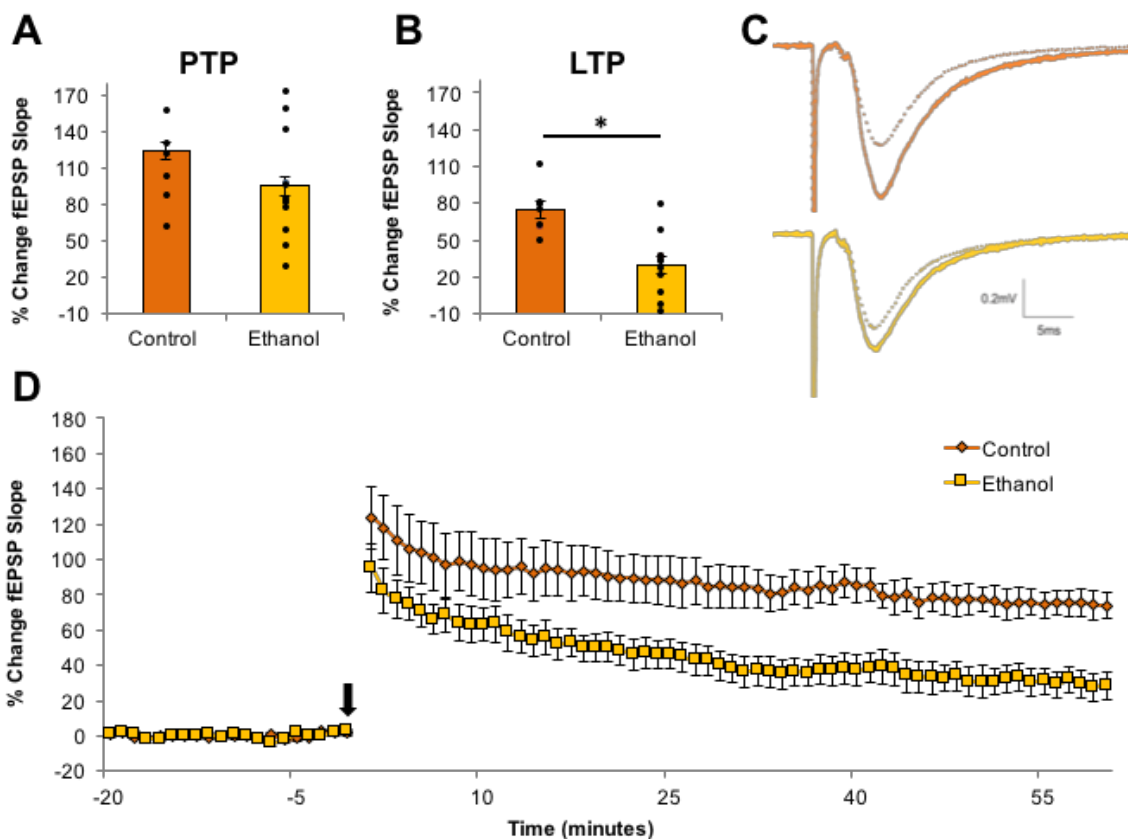 A
PTP
% Change fEPSP Slope
170
140
110
80
50
20
-10
Control
Ethanol
B
LTP
% Change fEPSP Slope
170
140
110
80
50
20
-10
*
Control
Ethanol
C
0.2mV
5ms
D
% Change fEPSP Slope
180
160
140
120
100
80
60
40
20
0
-20
Control
Ethanol
-20
-5
10
25
40
55
Time (minutes)